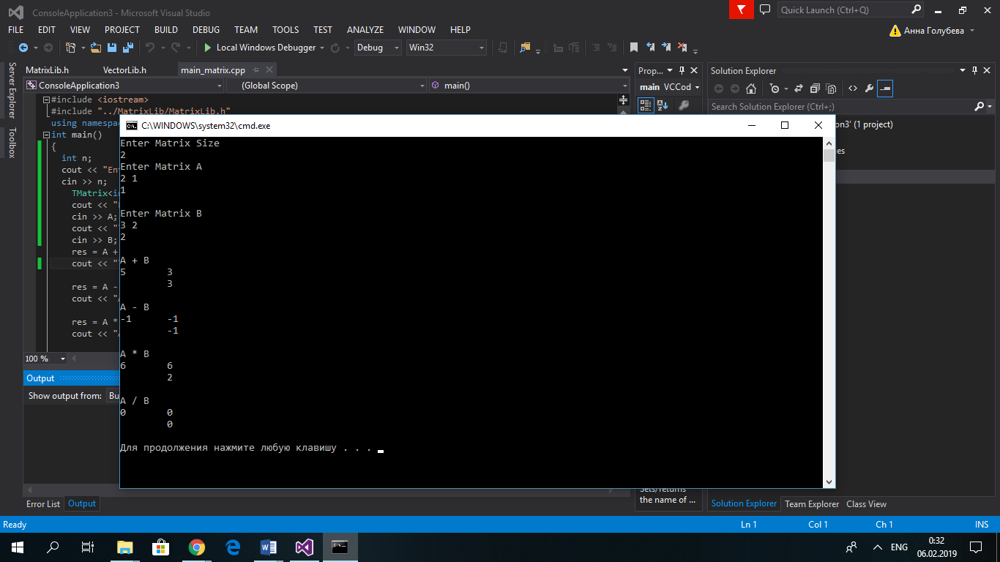 ConsoleApplication3 - Microsoft Visual Studio
Quick Launch (Ctrl+Q)
FILE EDIT VIEW PROJECT BUILD DEBUG TEAM TOOLS TEST ANALYZE WINDOW HELP
Анна Голубева
Local Windows Debugger Debug Win32
Server Explorer
Toolbox
MatrixLib.h VectorLib.h main_matrix.cpp
ConsoleApplication3 (Global Scope) main()
#include <iostream>
#include "../MatrixLib/MatrixLib.h"
using
int main()
{
int n;
cout << "
cin >> n;
cout << "
cin >> A;
cout << "
cin >> B;
res = A +
cout << "
res = A -
cout << "
res = A *
cout << "
100 %
Output
Show output from:
Error List Output
C:\WINDOWS\system32\cmd.exe
Enter Matrix Size
2
Enter Matrix A
2 1
1
Enter Matrix B
3 2
2
A + B
5 3
3
A - B
-1 -1
-1
A * B
6 6
2
A / B
0 0
0
Для продолжения нажмите любую клавишу . . .
Prop...
main VCCod
Sets/returns
the name of ...
Solution Explorer
Search Solution Explorer (Ctrl+;)
(1 project)
Solution Explorer Team Explorer Class View
Ready Ln 1 Col 1 Ch 1 INS
ENG
0:32
06.02.2019